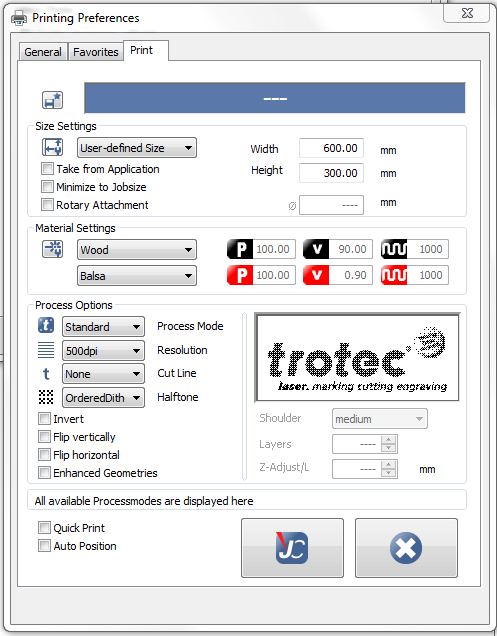 Printing Preferences
General Favorites Print
---
Size Settings
User-defined Size Width 600.00 mm
Take from Application Height 300.00 mm
Minimize to Jobsize
Rotary Attachment Ø ---- mm
Material Settings
Wood P 100.00 v 90.00 1000
Balsa P 100.00 v 0.90 1000
Process Options
t Standard Process Mode
500dpi Resolution
t None Cut Line
OrderedDith Halftone
trotec
laser. marking cutting engraving
Invert Shoulder medium
Flip vertically Layers ----
Flip horizontal Z-Adjust/L ---- mm
Enhanced Geometries
All available Processmodes are displayed here
Quick Print
Auto Position
JC